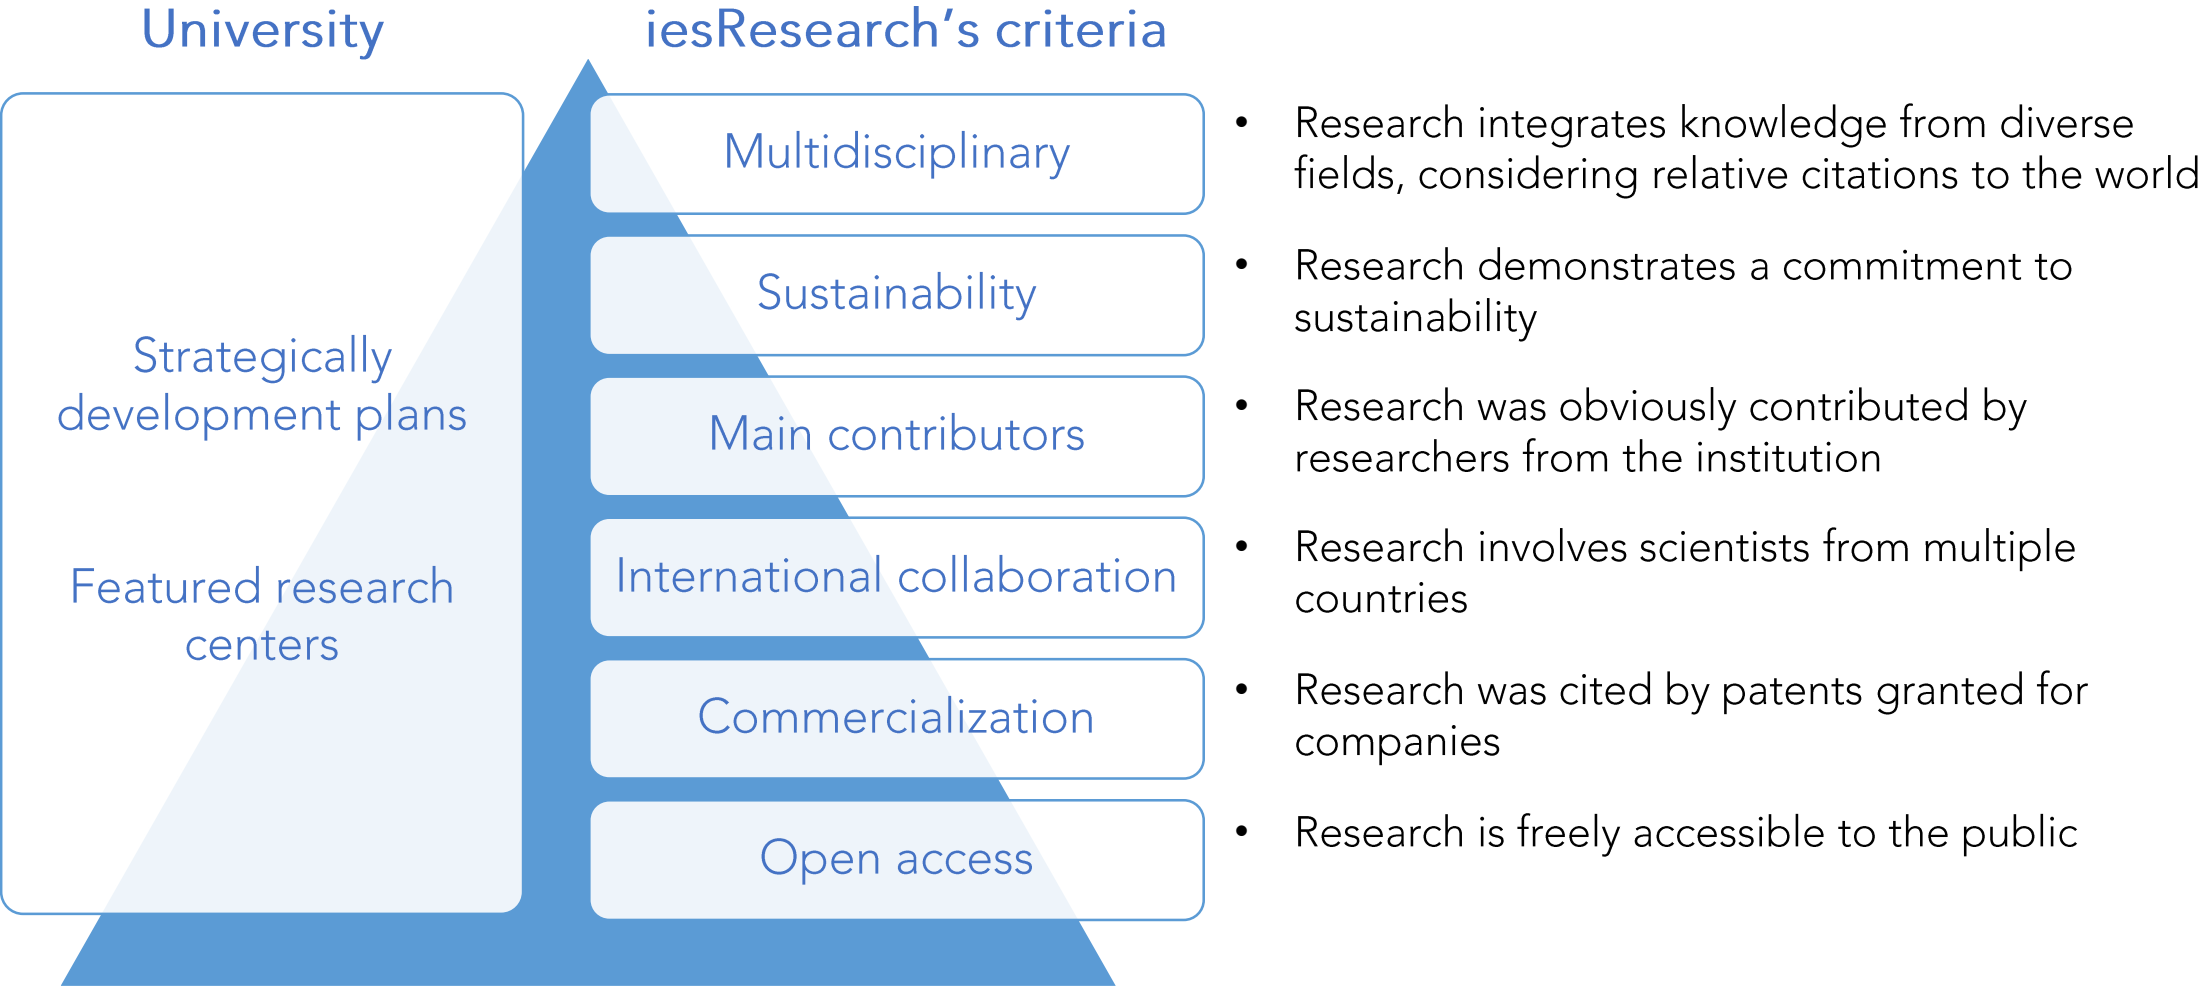 University
Strategically
development plans
Featured research
centers
iesResearch’s criteria
Multidisciplinary
• Research integrates knowledge from diverse
fields, considering relative citations to the world
Sustainability
• Research demonstrates a commitment to
sustainability
Main contributors
• Research was obviously contributed by
researchers from the institution
International collaboration
• Research involves scientists from multiple
countries
Commercialization
• Research was cited by patents granted for
companies
Open access
• Research is freely accessible to the public